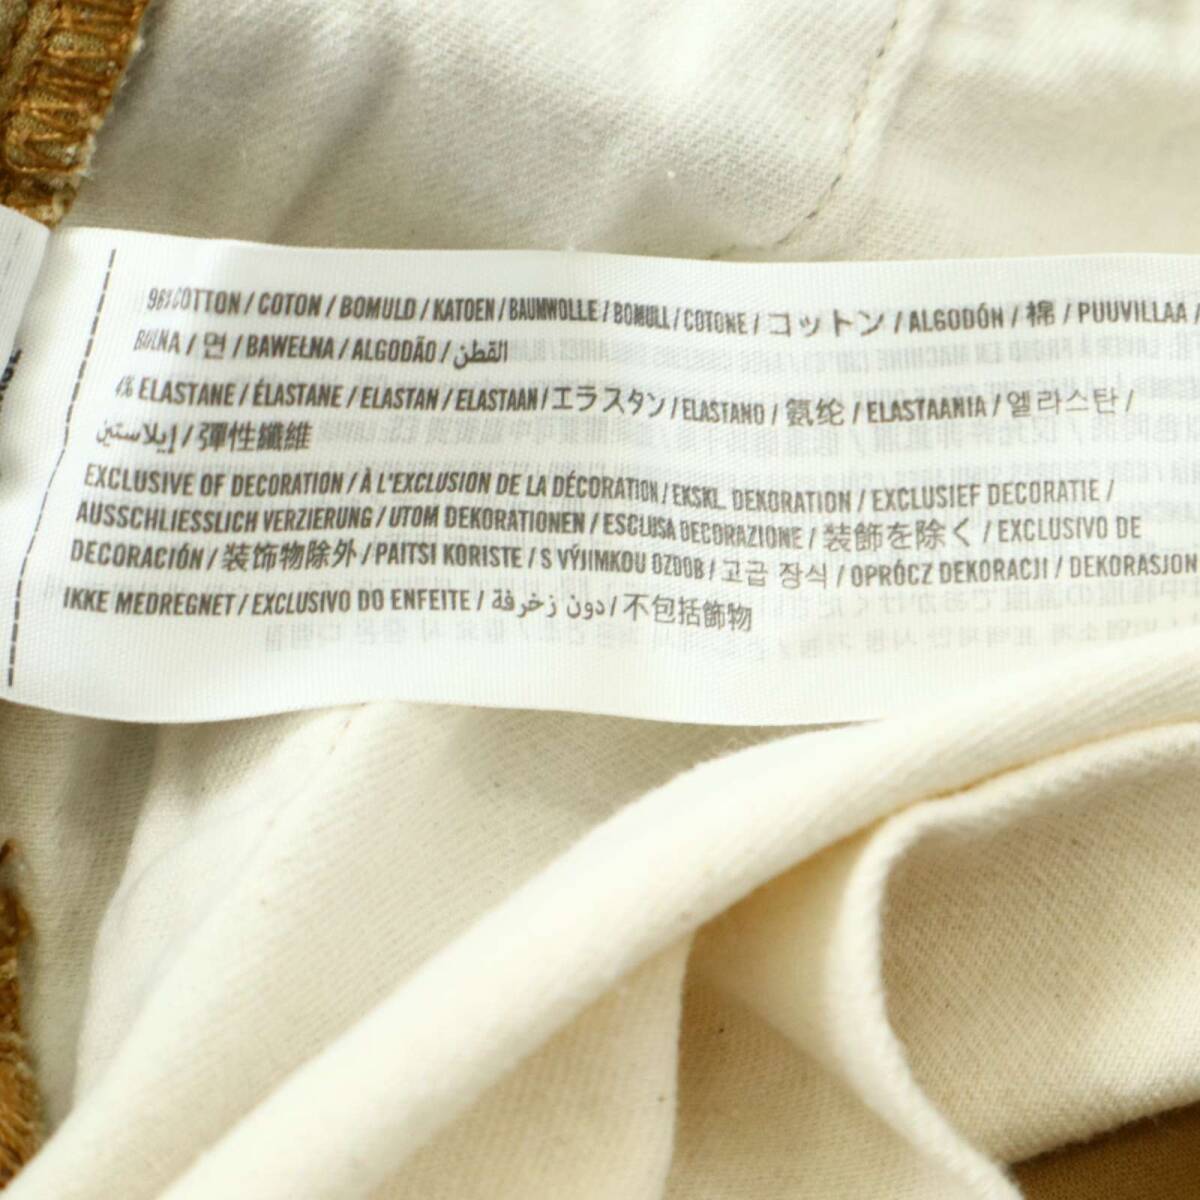 96% COTTON / COTON / BOMULD / KATOEN / BAUMWOLLE / BOMULL / COTONE / コットン / ALGODÓN / 棉 / PUUVILLAA /
BAVLNA / 면 / BAWEŁNA / ALGODÃO / القطن
4% ELASTANE / ÉLASTANE / ELASTAN / ELASTAAN / エラスタン / ELASTANO / 氨纶 / ELASTAANIA / 엘라스탄 /
إيلاستين / 彈性纖維
EXCLUSIVE OF DECORATION / À L'EXCLUSION DE LA DÉCORATION / EKSKL. DEKORATION / EXCLUSIEF DECORATIE /
AUSSCHLIESSLICH VERZIERUNG / UTOM DEKORATIONEN / ESCLUSA DECORAZIONE / 装飾を除く / EXCLUSIVO DE
DECORACIÓN / 装饰物除外 / PAITSI KORISTE / S VÝJIMKOU OZDOB / 고급 장식 / OPRÓCZ DEKORACJI / DEKORASJON
IKKE MEDREGNET / EXCLUSIVO DO ENFEITE / دون زخرفة / 不包括飾物